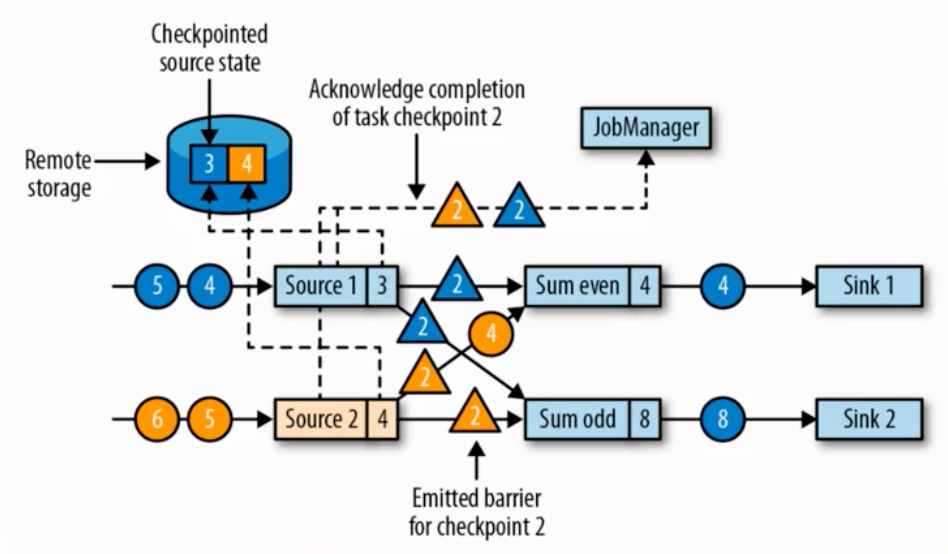 Checkpointed
source state
Acknowledge completion
of task checkpoint 2
JobManager
Remote
storage
3 4
2 2
5 4 Source 1 3 2 Sum even 4 4 Sink 1
2 4
2
6 5 Source 2 4 2 Sum odd 8 8 Sink 2
Emitted barrier
for checkpoint 2